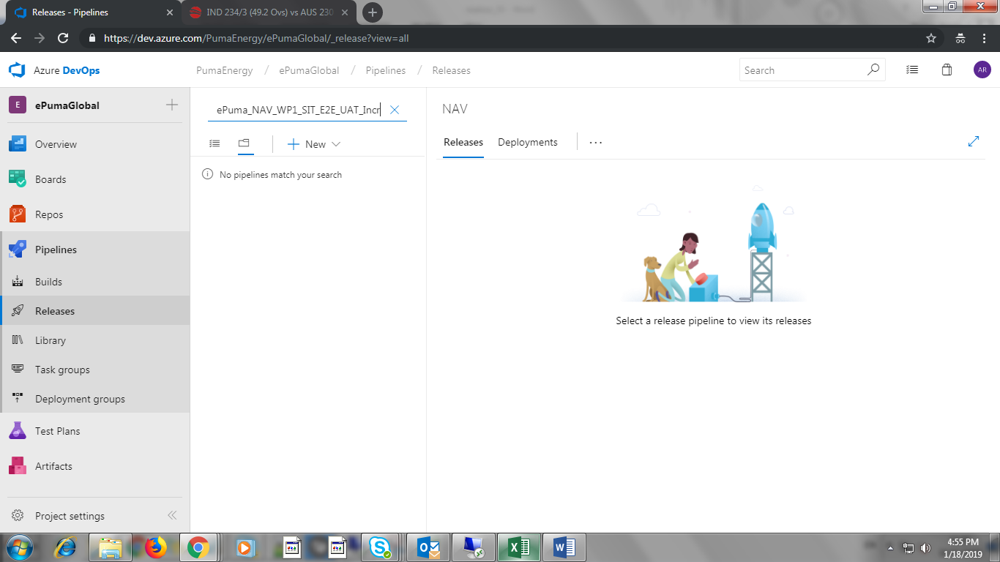 Releases - Pipelines
IND 234/3 (49.2 Ovs) vs AUS 230
https://dev.azure.com/PumaEnergy/ePumaGlobal/_release?view=all
Azure DevOps
PumaEnergy / ePumaGlobal / Pipelines / Releases
Search
AR
E ePumaGlobal
Overview
Boards
Repos
Pipelines
Builds
Releases
Library
Task groups
Deployment groups
Test Plans
Artifacts
Project settings
ePuma_NAV_WP1_SIT_E2E_UAT_Incr
New
No pipelines match your search
NAV
Releases Deployments
Select a release pipeline to view its releases
4:55 PM
1/18/2019